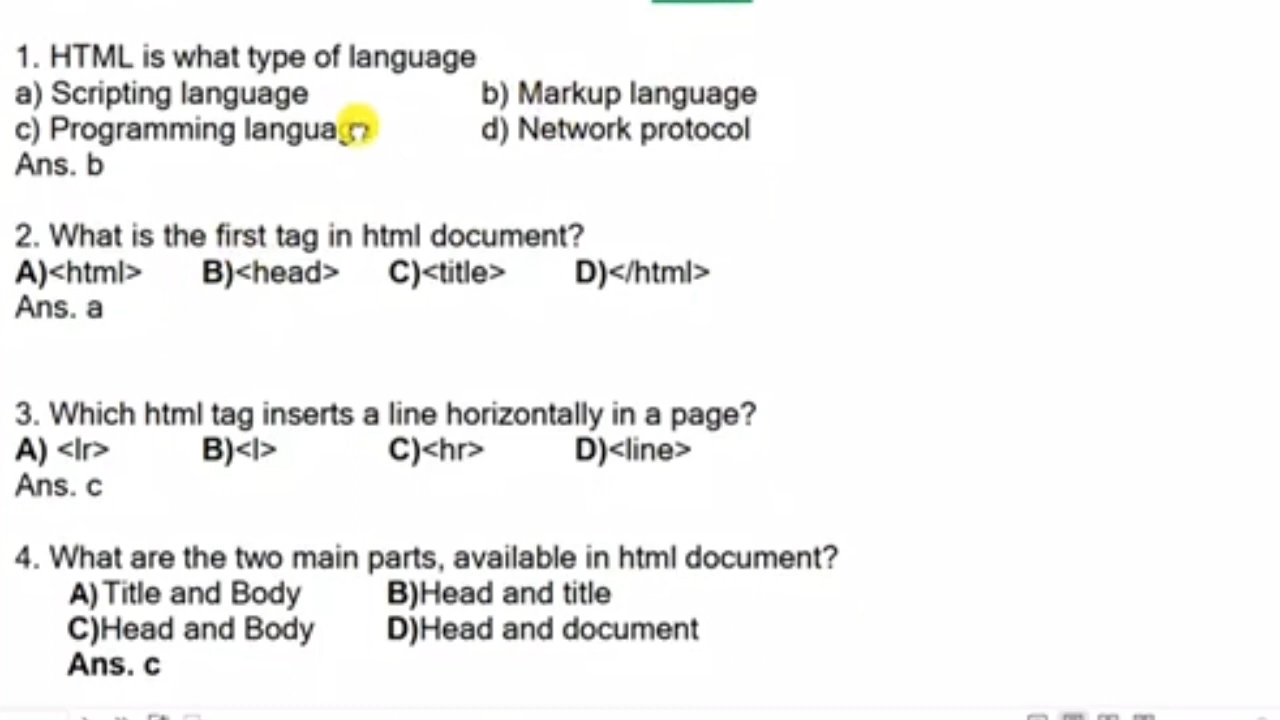 1. HTML is what type of language
a) Scripting language b) Markup language
c) Programming language d) Network protocol
Ans. b
2. What is the first tag in html document?
A)<html> B)<head> C)<title> D)</html>
Ans. a
3. Which html tag inserts a line horizontally in a page?
A) <lr> B)<l> C)<hr> D)<line>
Ans. c
4. What are the two main parts, available in html document?
A) Title and Body B)Head and title
C)Head and Body D)Head and document
Ans. c